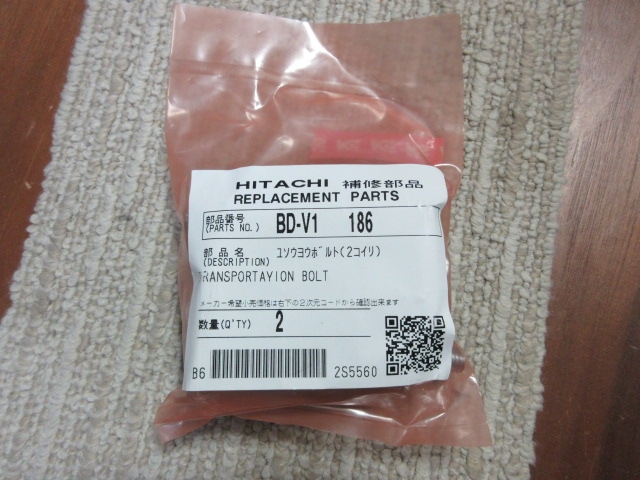 HITACHI 補修部品
REPLACEMENT PARTS
部品番号
(PARTS NO.) BD-V1 186
部品名 ユソウヨウボルト(2コイリ)
(DESCRIPTION)
TRANSPORTAYION BOLT
メーカー希望小売価格は右下の2次元コードから確認出来ます
数量(Q'TY) 2
B6 2S5560